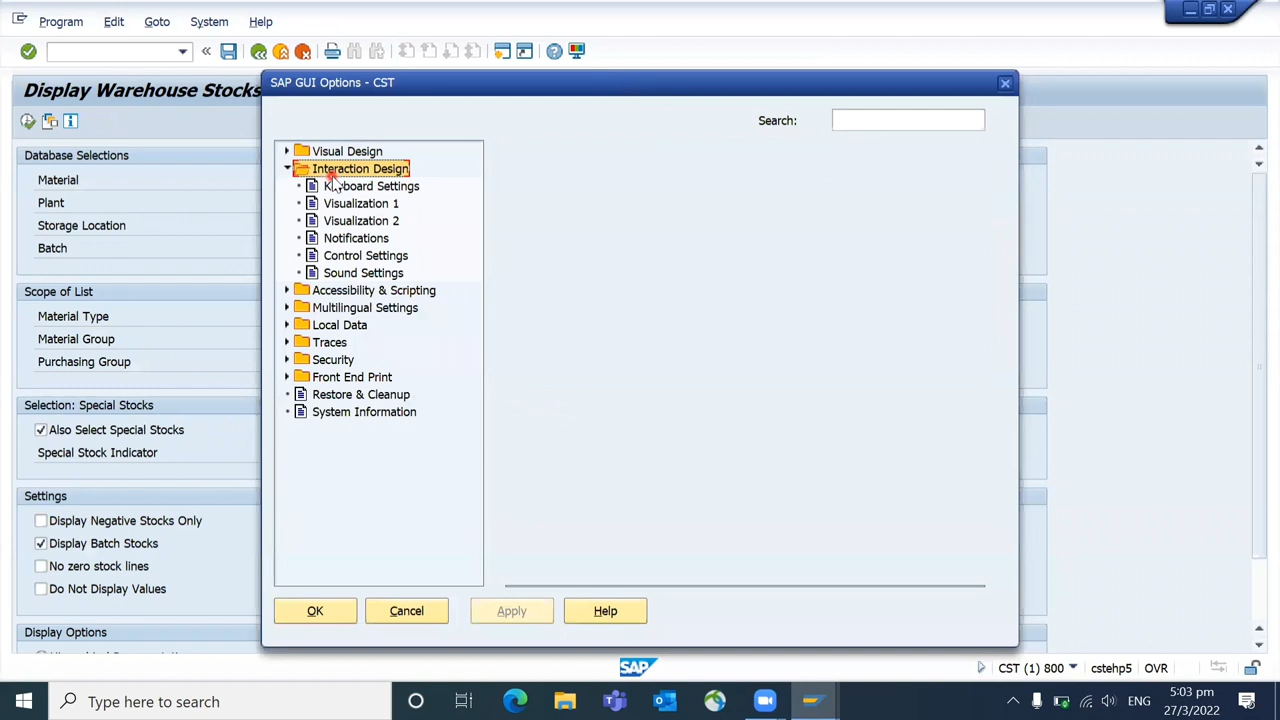 Program Edit Goto System Help
Display Warehouse Stocks
SAP GUI Options - CST
Search:
Database Selections
Material
Plant
Storage Location
Batch
Scope of List
Material Type
Material Group
Purchasing Group
Selection: Special Stocks
Also Select Special Stocks
Special Stock Indicator
Settings
Display Negative Stocks Only
Display Batch Stocks
No zero stock lines
Do Not Display Values
Display Options
Visual Design
Interaction Design
Keyboard Settings
Visualization 1
Visualization 2
Notifications
Control Settings
Sound Settings
Accessibility & Scripting
Multilingual Settings
Local Data
Traces
Security
Front End Print
Restore & Cleanup
System Information
OK Cancel Apply Help
SAP
CST (1) 800 cstehp5 OVR
Type here to search
ENG
5:03 pm
27/3/2022